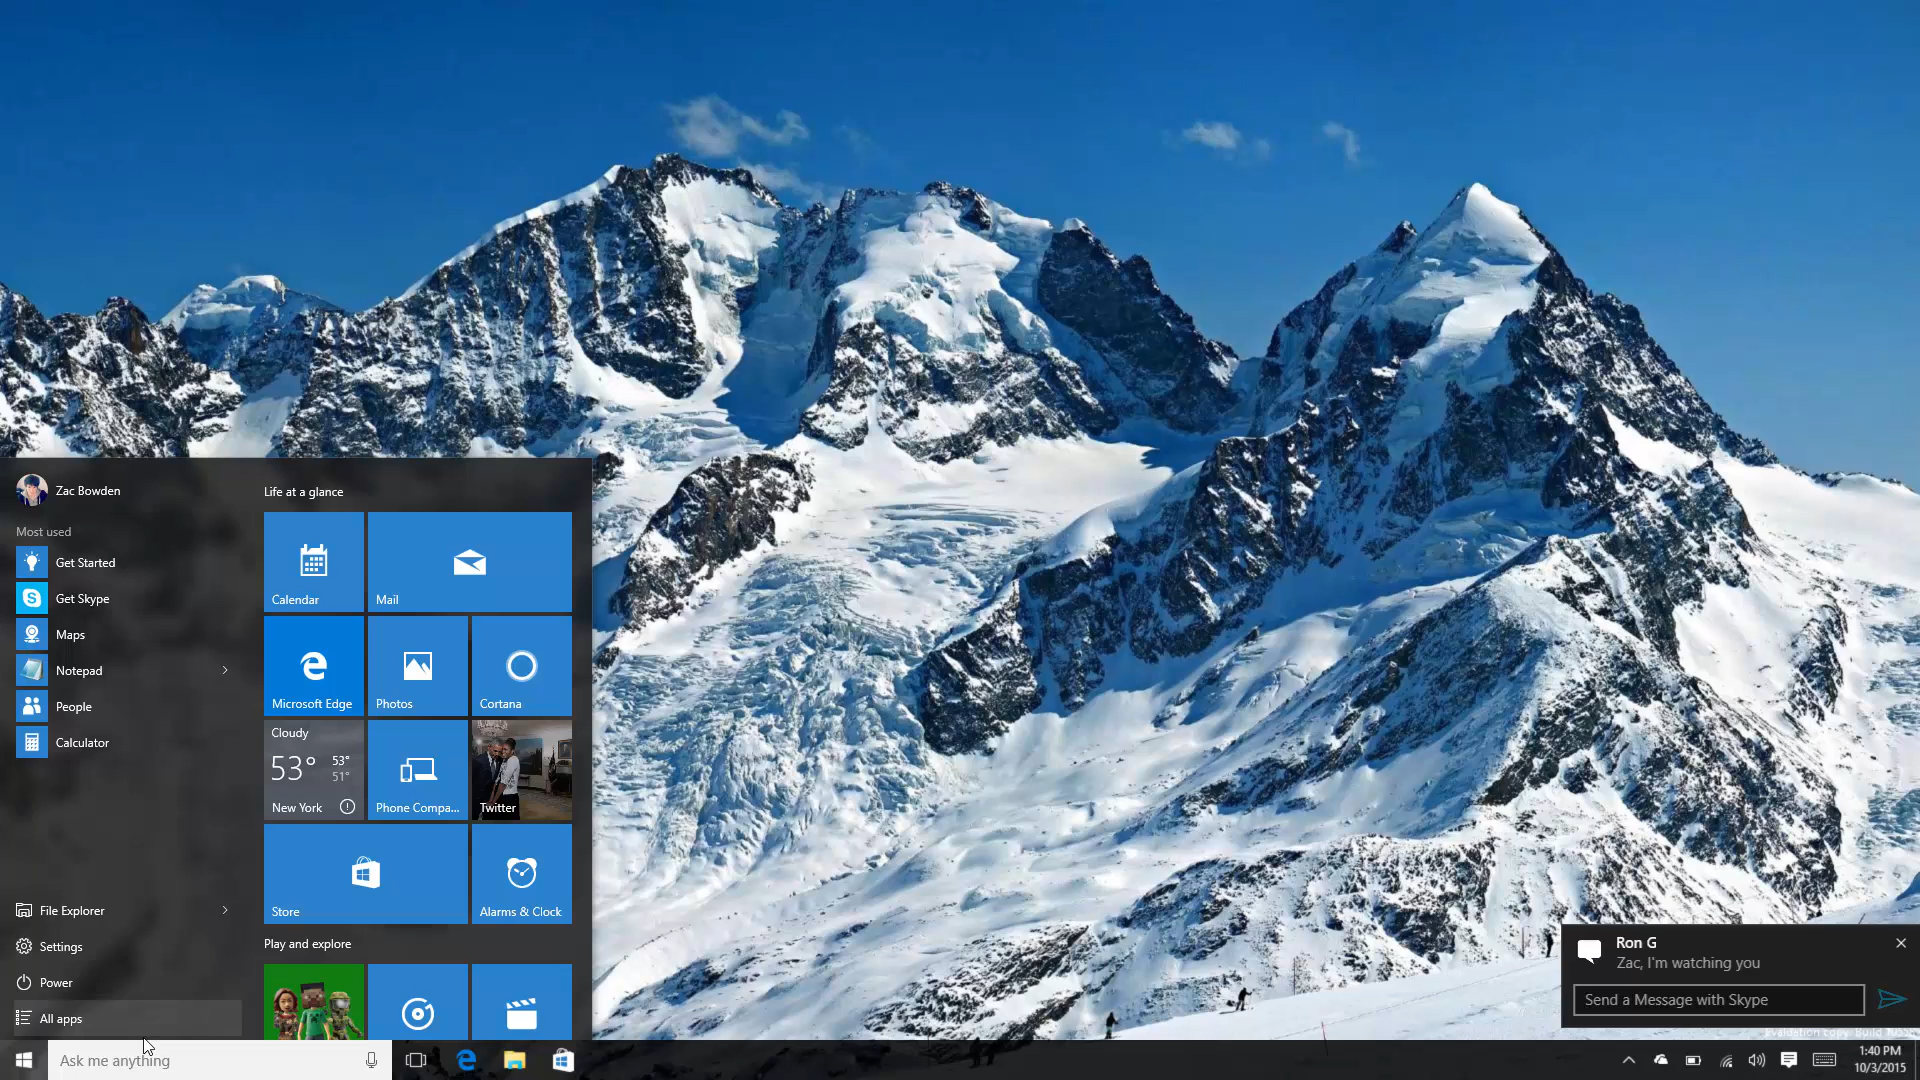 Zac Bowden
Most used
Get Started
Get Skype
Maps
Notepad
People
Calculator
File Explorer
Settings
Power
All apps
Ask me anything
Life at a glance
Calendar
Mail
Microsoft Edge
Photos
Cortana
Cloudy
53°
53°
51°
New York
Phone Compa...
Twitter
Store
Alarms & Clock
Play and explore
Ron G
Zac, I'm watching you
Send a Message with Skype
Evaluation copy. Build
1:40 PM
10/3/2015